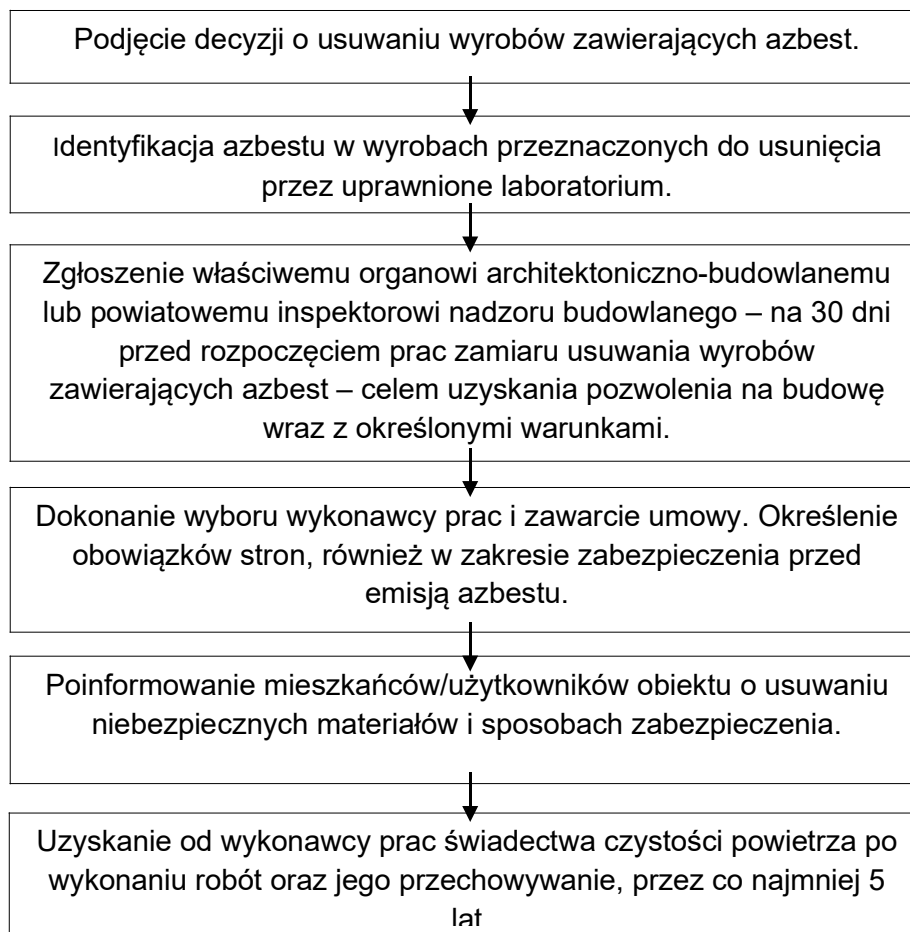 Podjęcie decyzji o usuwaniu wyrobów zawierających azbest.
Identyfikacja azbestu w wyrobach przeznaczonych do usunięcia
przez uprawnione laboratorium.
Zgłoszenie właściwemu organowi architektoniczno-budowlanemu
lub powiatowemu inspektorowi nadzoru budowlanego – na 30 dni
przed rozpoczęciem prac zamiaru usuwania wyrobów
zawierających azbest – celem uzyskania pozwolenia na budowę
wraz z określonymi warunkami.
Dokonanie wyboru wykonawcy prac i zawarcie umowy. Określenie
obowiązków stron, również w zakresie zabezpieczenia przed
emisją azbestu.
Poinformowanie mieszkańców/użytkowników obiektu o usuwaniu
niebezpiecznych materiałów i sposobach zabezpieczenia.
Uzyskanie od wykonawcy prac świadectwa czystości powietrza po
wykonaniu robót oraz jego przechowywanie, przez co najmniej 5
lat